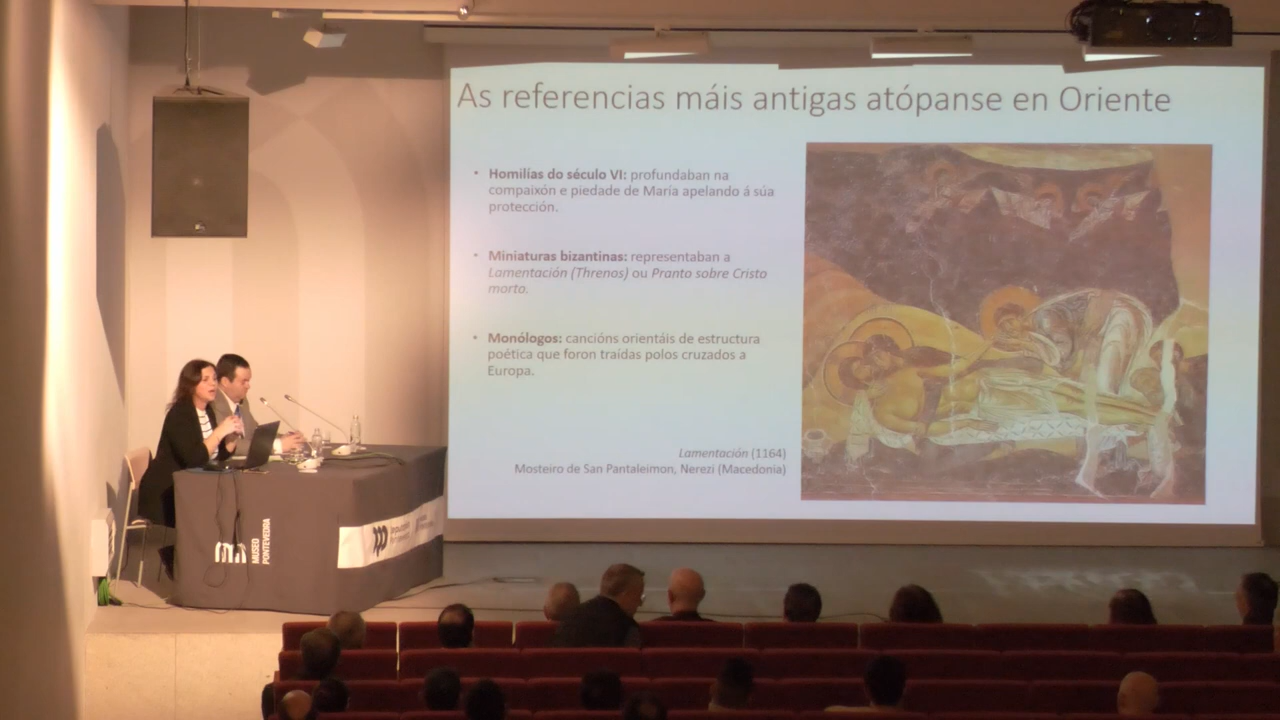 As referencias máis antigas atópanse en Oriente
• Homilías do século VI: profundaban na
compaixón e piedade de María apelando á súa
protección.
• Miniaturas bizantinas: representaban a
Lamentación (Threnos) ou Pranto sobre Cristo
morto.
• Monólogos: cancións orientáis de estructura
poética que foron traídas polos cruzados a
Europa.
Lamentación (1164)
Mosteiro de San Pantaleimon, Nerezi (Macedonia)
MUSEO
PONTEVEDRA